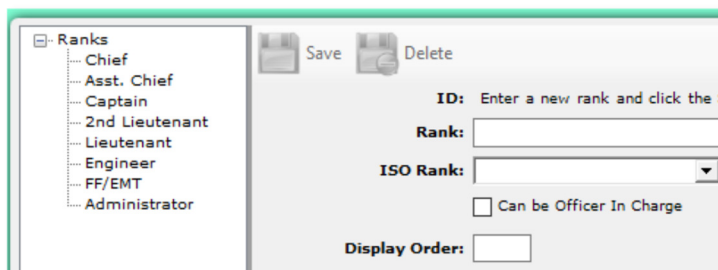 Ranks
Chief
Asst. Chief
Captain
2nd Lieutenant
Lieutenant
Engineer
FF/EMT
Administrator
Save Delete
ID: Enter a new rank and click the
Rank:
ISO Rank:
Can be Officer In Charge
Display Order: